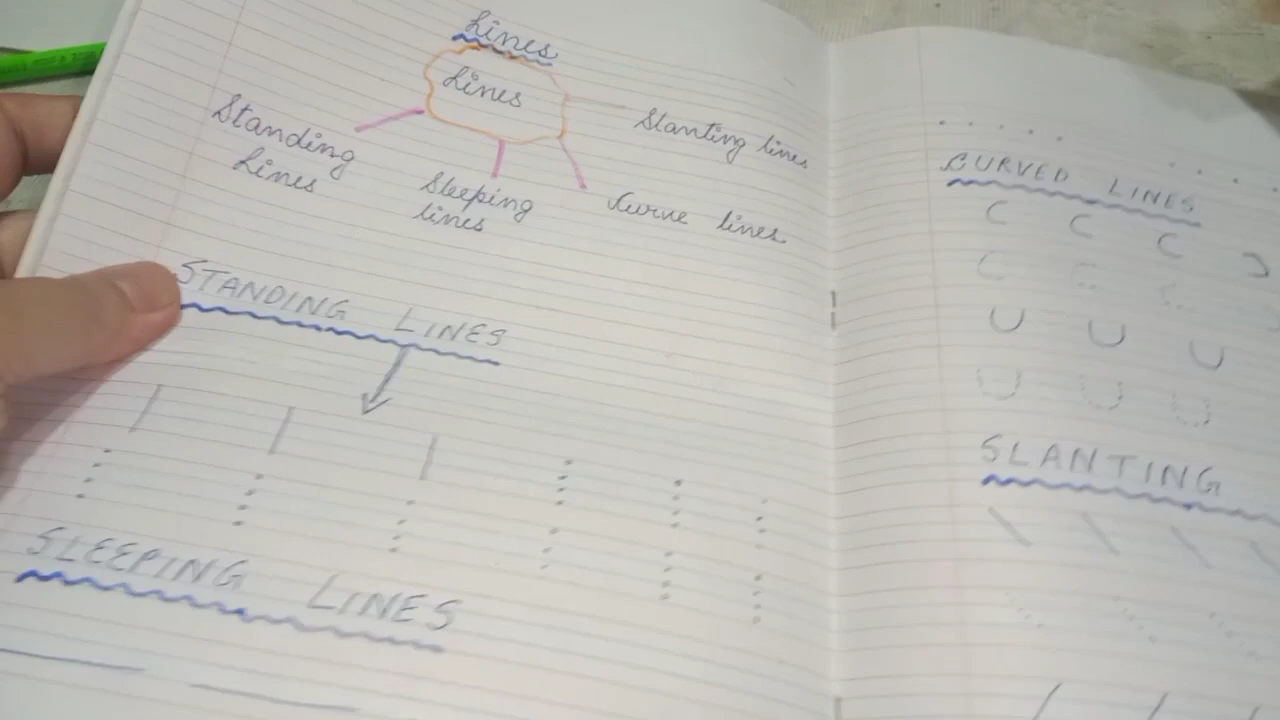 Lines
Lines
Standing
Lines
Sleeping
lines
Curve lines
Slanting lines
STANDING LINES
SLEEPING LINES
CURVED LINES
SLANTING